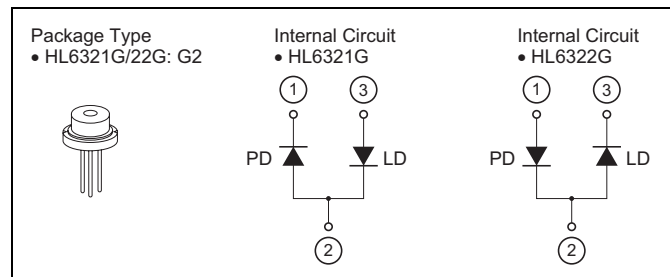 Package Type
• HL6321G/22G: G2
Internal Circuit
• HL6321G
1
3
PD
LD
2
Internal Circuit
• HL6322G
1
3
PD
LD
2